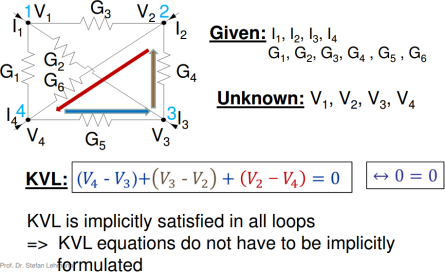 1 V₁ G₃ V₂ 2
I₁ I₂
G₁ G₂ G₆ G₄
I₄ 4 3 I₃
V₄ G₅ V₃
Given: I₁, I₂, I₃, I₄
G₁, G₂, G₃, G₄ , G₅ , G₆
Unknown: V₁, V₂, V₃, V₄
KVL: (V₄ - V₃)+(V₃ - V₂) + (V₂ – V₄) = 0 ↔ 0 = 0
KVL is implicitly satisfied in all loops
=> KVL equations do not have to be implicitly
formulated
Prof. Dr. Stefan